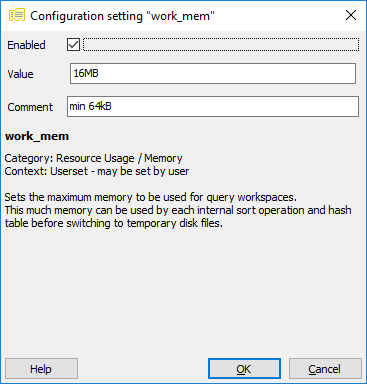 Configuration setting "work_mem"
Enabled
Value 16MB
Comment min 64kB
work_mem
Category: Resource Usage / Memory
Context: Userset - may be set by user
Sets the maximum memory to be used for query workspaces.
This much memory can be used by each internal sort operation and hash
table before switching to temporary disk files.
Help OK Cancel